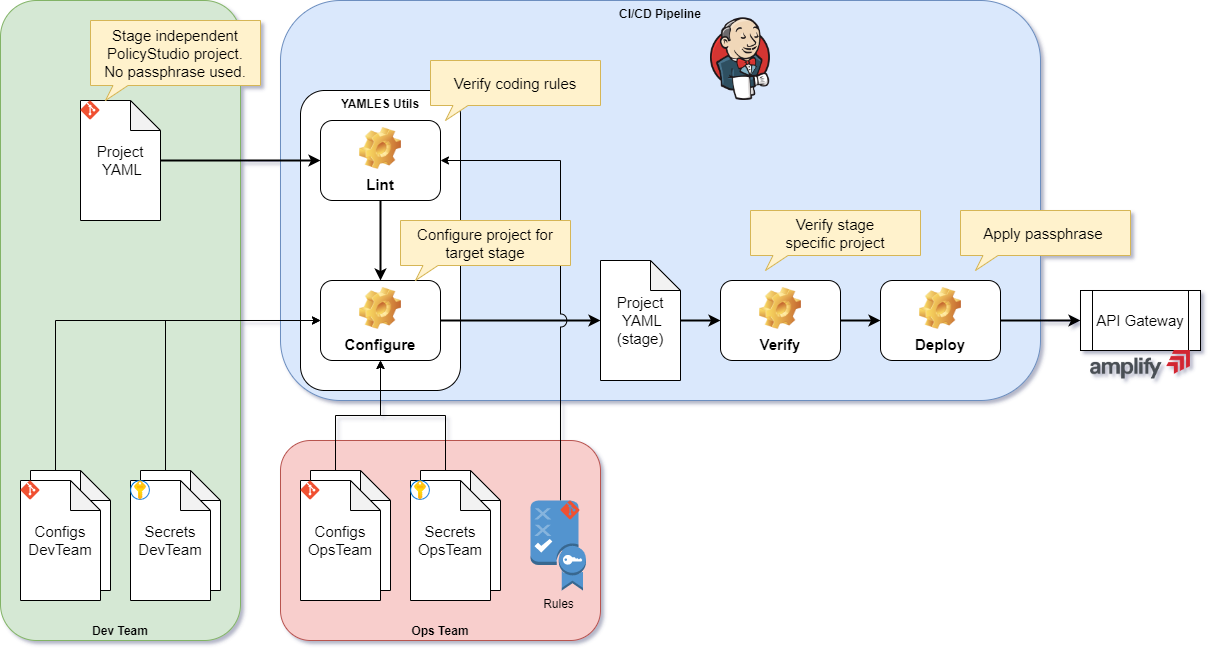 CI/CD Pipeline
Stage independent
PolicyStudio project.
No passphrase used.
Verify coding rules
YAMLES Utils
Project
YAML
Lint
Configure project for
target stage
Verify stage
specific project
Apply passphrase
Project
YAML
(stage)
Configure
Verify
Deploy
API Gateway
amplify
Configs
DevTeam
Secrets
DevTeam
Configs
OpsTeam
Secrets
OpsTeam
Rules
Dev Team
Ops Team